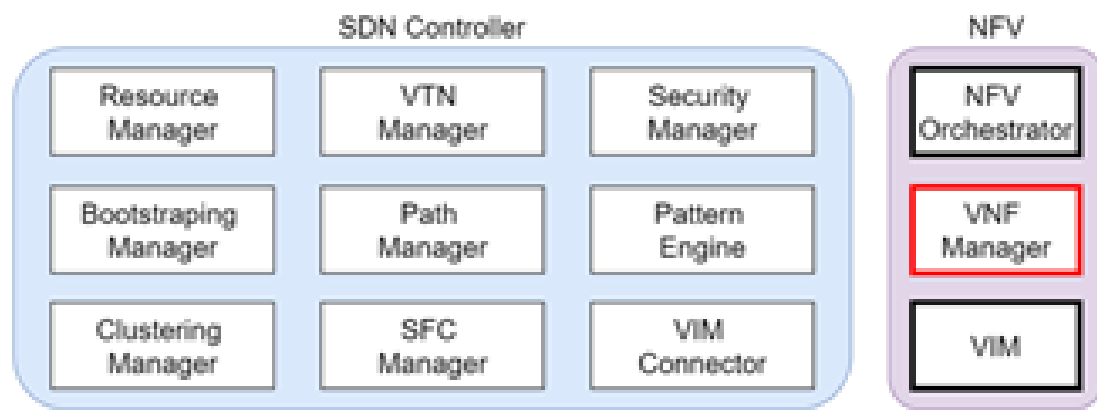 SDN Controller
NFV
Resource
Manager
VTN
Manager
Security
Manager
NFV
Orchestrator
Bootstraping
Manager
Path
Manager
Pattern
Engine
VNF
Manager
Clustering
Manager
SFC
Manager
VIM
Connector
VIM